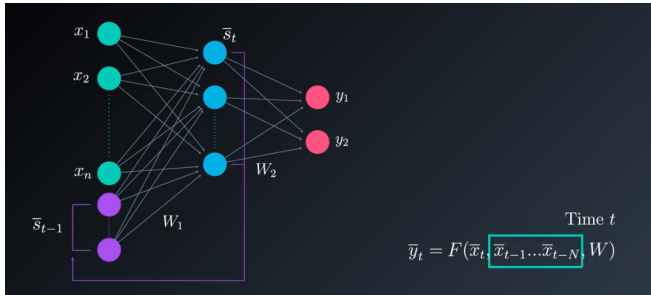 x₁
s̄ₜ
x₂
y₁
y₂
xₙ
W₂
s̄ₜ₋₁
W₁
Time t
ȳₜ = F(x̄ₜ, x̄ₜ₋₁...x̄ₜ₋N, W)